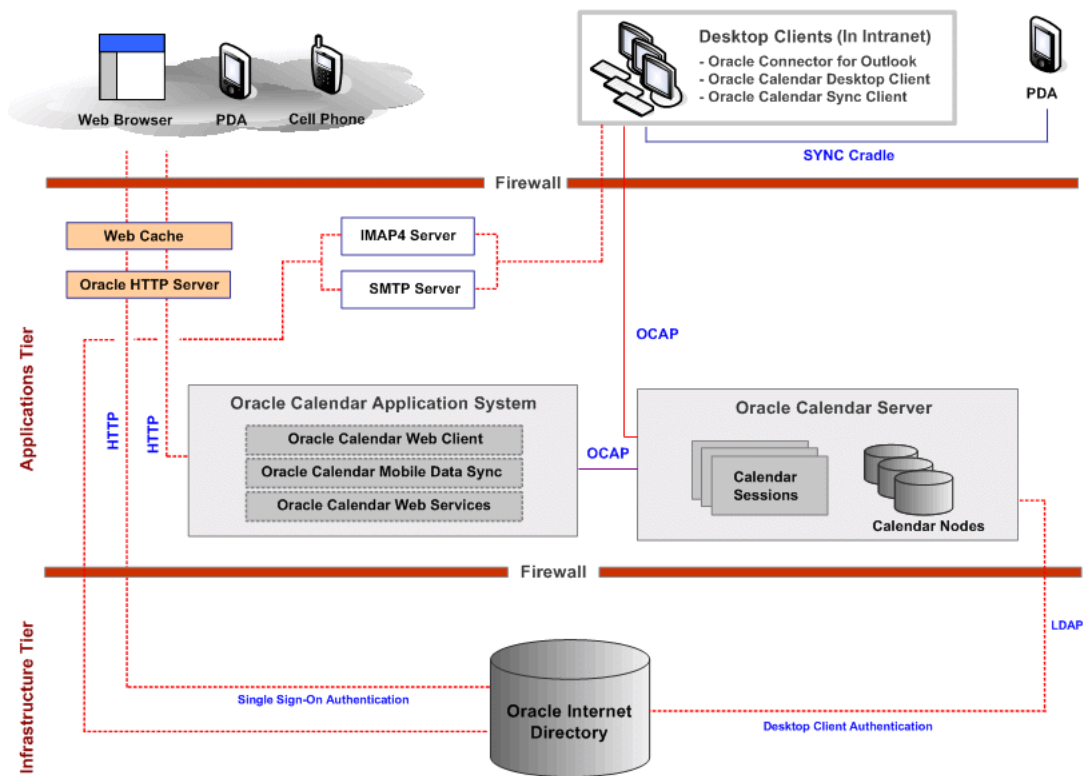 Desktop Clients (In Intranet)
- Oracle Connector for Outlook
- Oracle Calendar Desktop Client
- Oracle Calendar Sync Client
Web Browser
PDA
Cell Phone
PDA
SYNC Cradle
Firewall
Web Cache
IMAP4 Server
Oracle HTTP Server
SMTP Server
OCAP
Applications Tier
HTTP
HTTP
Oracle Calendar Application System
Oracle Calendar Web Client
Oracle Calendar Mobile Data Sync
Oracle Calendar Web Services
OCAP
Oracle Calendar Server
Calendar
Sessions
Calendar Nodes
Firewall
Infrastructure Tier
LDAP
Single Sign-On Authentication
Oracle Internet
Directory
Desktop Client Authentication